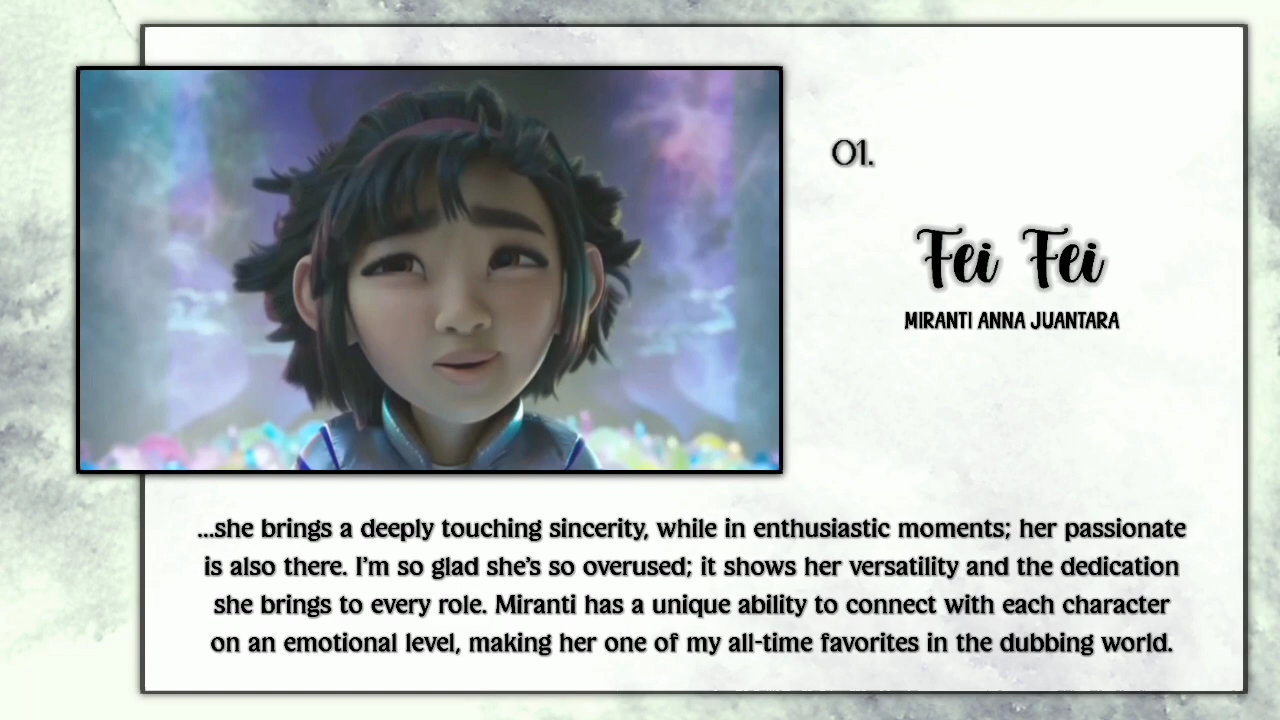 01.
Fei Fei
MIRANTI ANNA JUANTARA
...she brings a deeply touching sincerity, while in enthusiastic moments; her passionate
is also there. I'm so glad she's so overused; it shows her versatility and the dedication
she brings to every role. Miranti has a unique ability to connect with each character
on an emotional level, making her one of my all-time favorites in the dubbing world.